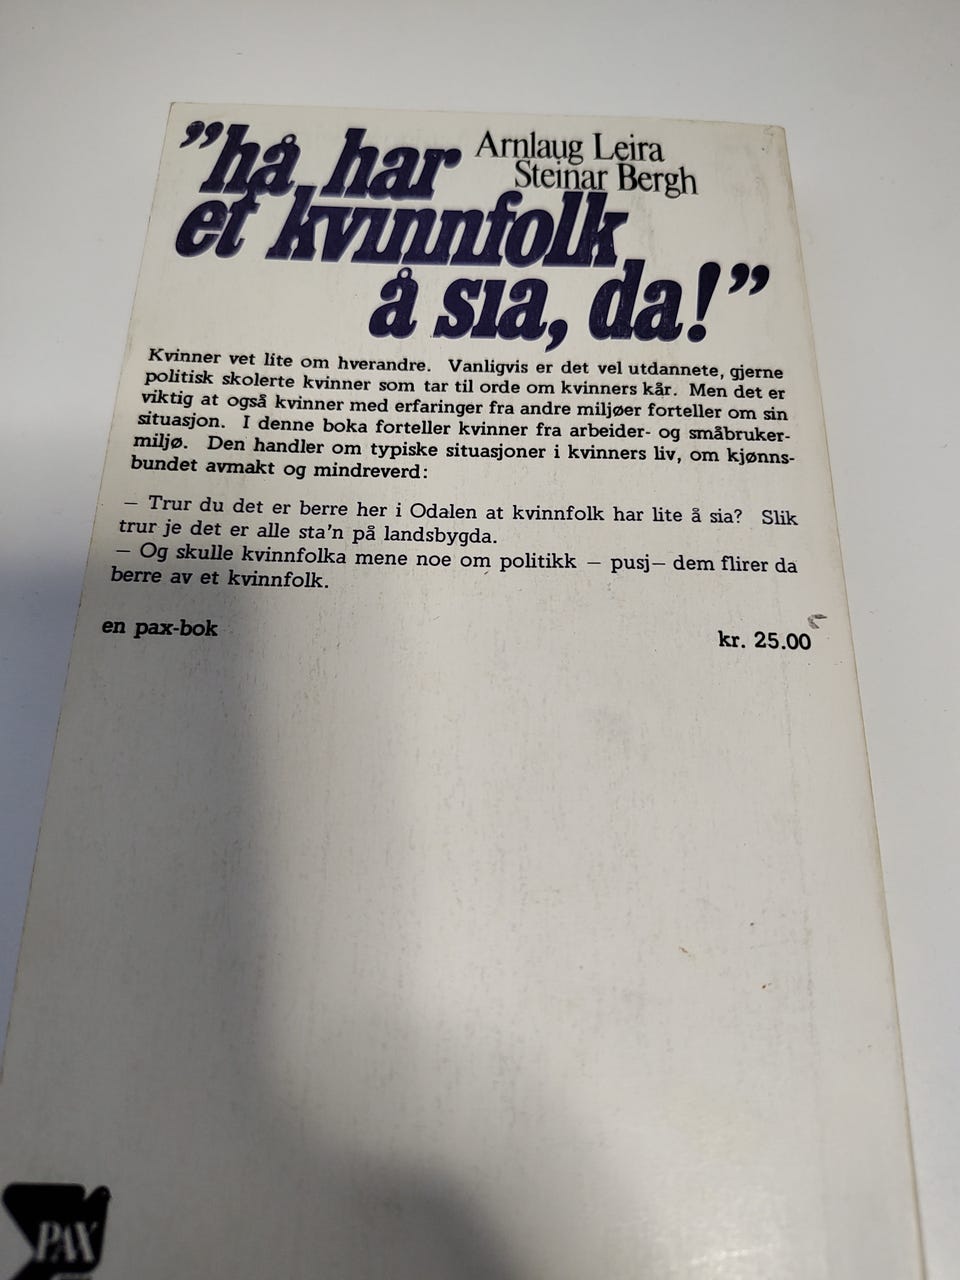 ”hå har
et kvinnfolk
å sia, da!”
Arnlaug Leira
Steinar Bergh
Kvinner vet lite om hverandre. Vanligvis er det vel utdannete, gjerne
politisk skolerte kvinner som tar til orde om kvinners kår. Men det er
viktig at også kvinner med erfaringer fra andre miljøer forteller om sin
situasjon. I denne boka forteller kvinner fra arbeider- og småbruker-
miljø. Den handler om typiske situasjoner i kvinners liv, om kjønns-
bundet avmakt og mindreverd:
— Trur du det er berre her i Odalen at kvinnfolk har lite å sia? Slik
trur je det er alle sta'n på landsbygda.
— Og skulle kvinnfolka mene noe om politikk — pusj— dem flirer da
berre av et kvinnfolk.
en pax-bok
kr. 25.00
PAX